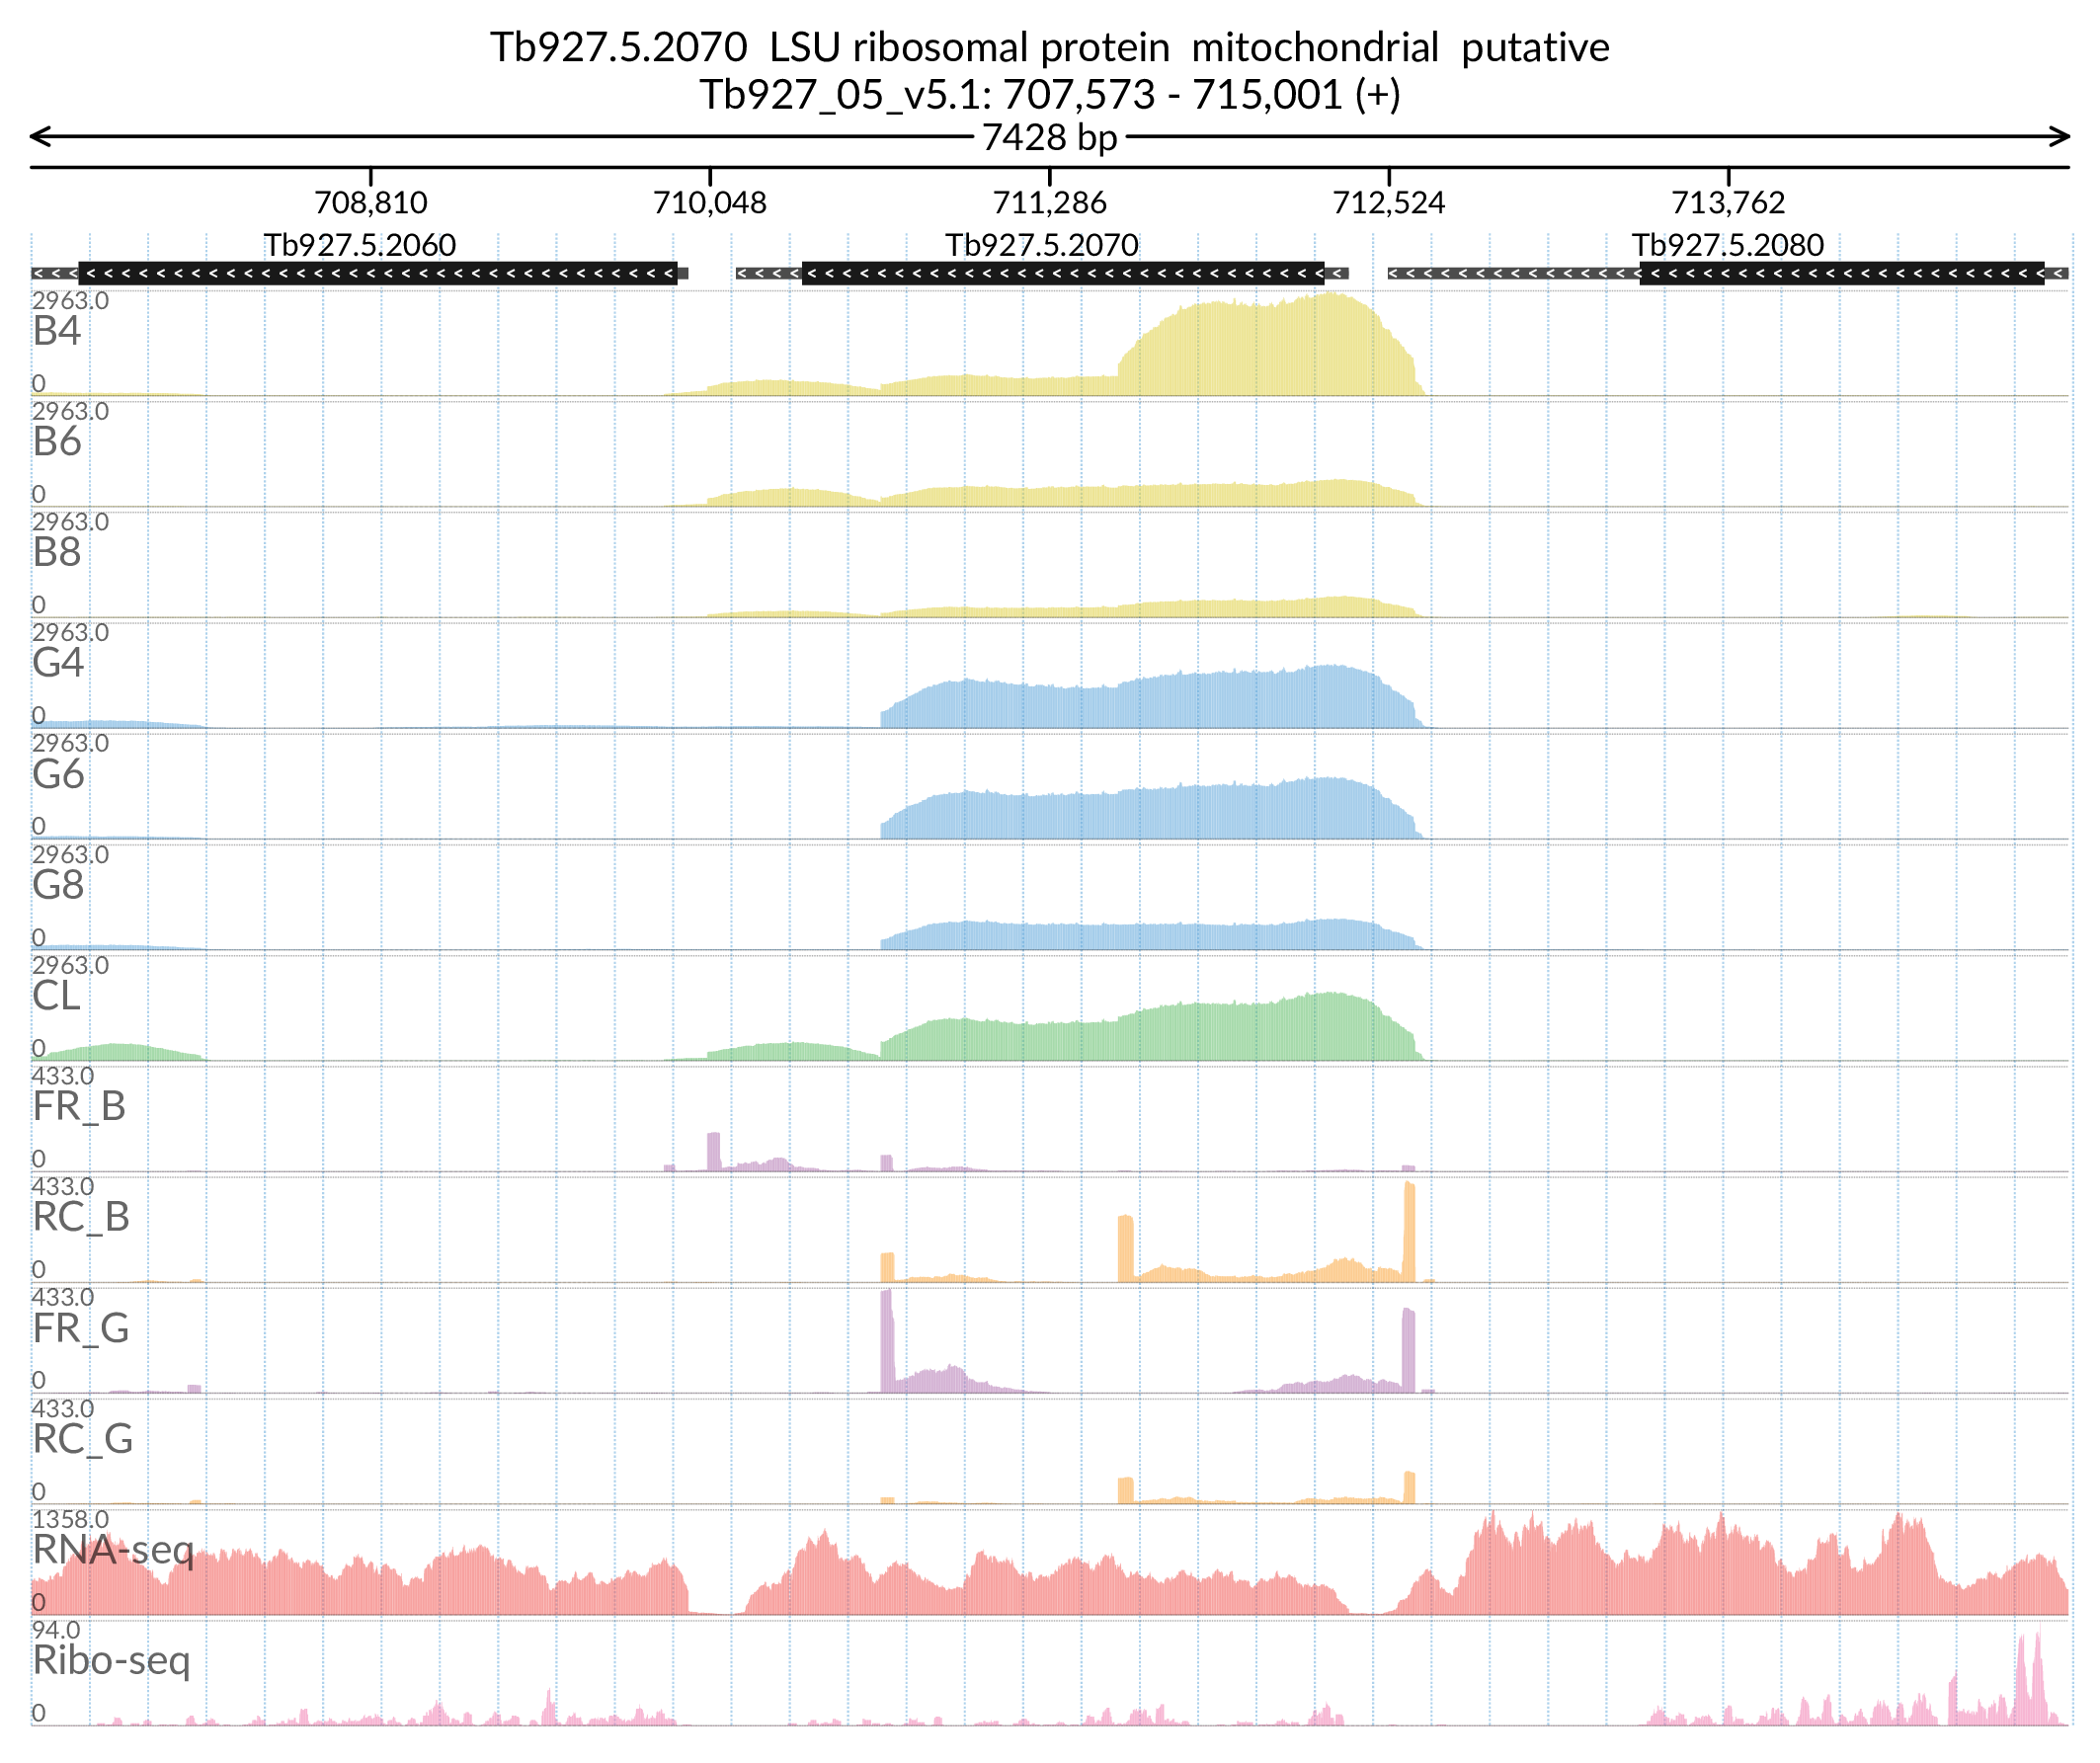 Tb927.5.2070  LSU ribosomal protein  mitochondrial  putative
Tb927_05_v5.1: 707,573 - 715,001 (+)
7428 bp
708,810 710,048 711,286 712,524 713,762
Tb927.5.2060 Tb927.5.2070 Tb927.5.2080
2963.0
B4
0
2963.0
B6
0
2963.0
B8
0
2963.0
G4
0
2963.0
G6
0
2963.0
G8
0
2963.0
CL
0
433.0
FR_B
0
433.0
RC_B
0
433.0
FR_G
0
433.0
RC_G
0
1358.0
RNA-seq
0
94.0
Ribo-seq
0